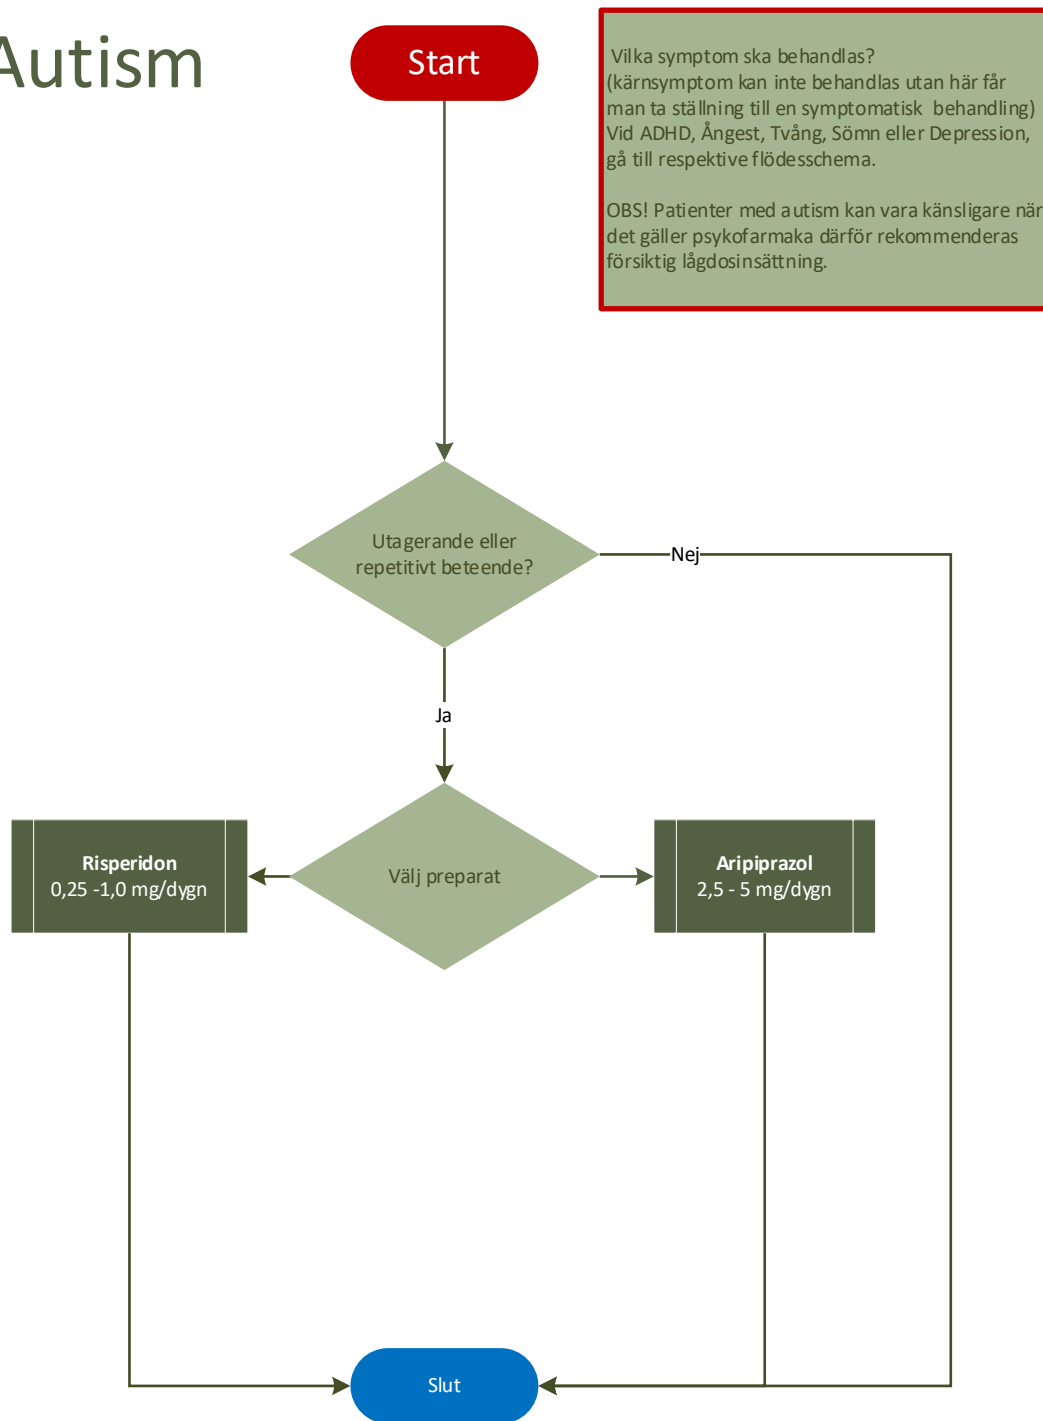 Autism
Start
Vilka symptom ska behandlas?
(kärnsymptom kan inte behandlas utan här får
man ta ställning till en symptomatisk behandling)
Vid ADHD, Ångest, Tvång, Sömn eller Depression,
gå till respektive flödesschema.
OBS! Patienter med autism kan vara känsligare när
det gäller psykofarmaka därför rekommenderas
försiktig lågdosinsättning.
Utagerande eller
repetitivt beteende?
Nej
Ja
Risperidon
0,25 -1,0 mg/dygn
Välj preparat
Aripiprazol
2,5 - 5 mg/dygn
Slut